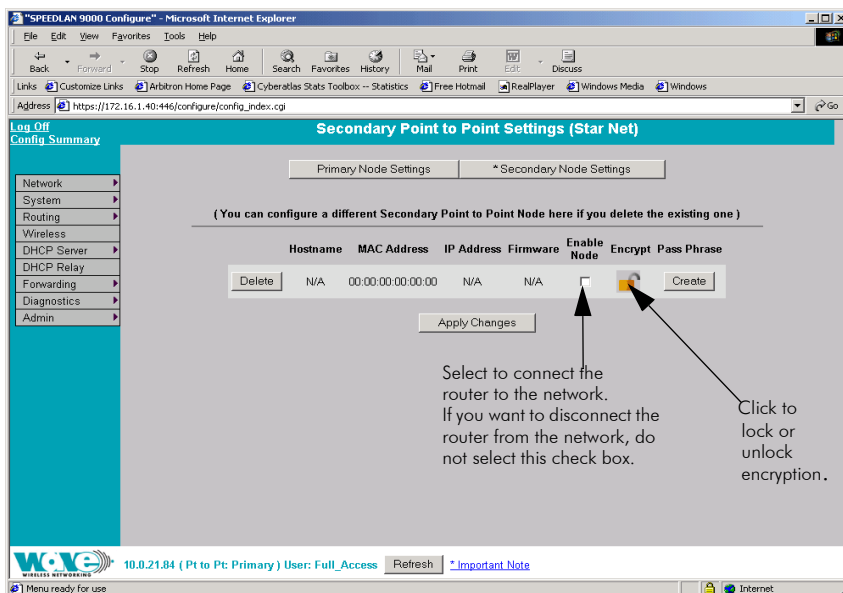 "SPEEDLAN 9000 Configure" - Microsoft Internet Explorer
File Edit View Favorites Tools Help
Back Forward Stop Refresh Home Search Favorites History Mail Print Edit Discuss
Links Customize Links Arbitron Home Page Cyberatlas Stats Toolbox -- Statistics Free Hotmail RealPlayer Windows Media Windows
Address https://172.16.1.40:446/configure/config_index.cgi Go
Log Off
Config Summary
Secondary Point to Point Settings (Star Net)
Primary Node Settings * Secondary Node Settings
Network
System
Routing
Wireless
DHCP Server
DHCP Relay
Forwarding
Diagnostics
Admin
( You can configure a different Secondary Point to Point Node here if you delete the existing one )
Hostname MAC Address IP Address Firmware Enable Node Encrypt Pass Phrase
Delete N/A 00:00:00:00:00:00 N/A N/A Create
Apply Changes
Select to connect the
router to the network.
If you want to disconnect the
router from the network, do
not select this check box.
Click to
lock or
unlock
encryption.
WAVE
WIRELESS NETWORKING
10.0.21.84 ( Pt to Pt: Primary ) User: Full_Access Refresh * Important Note
Menu ready for use Internet